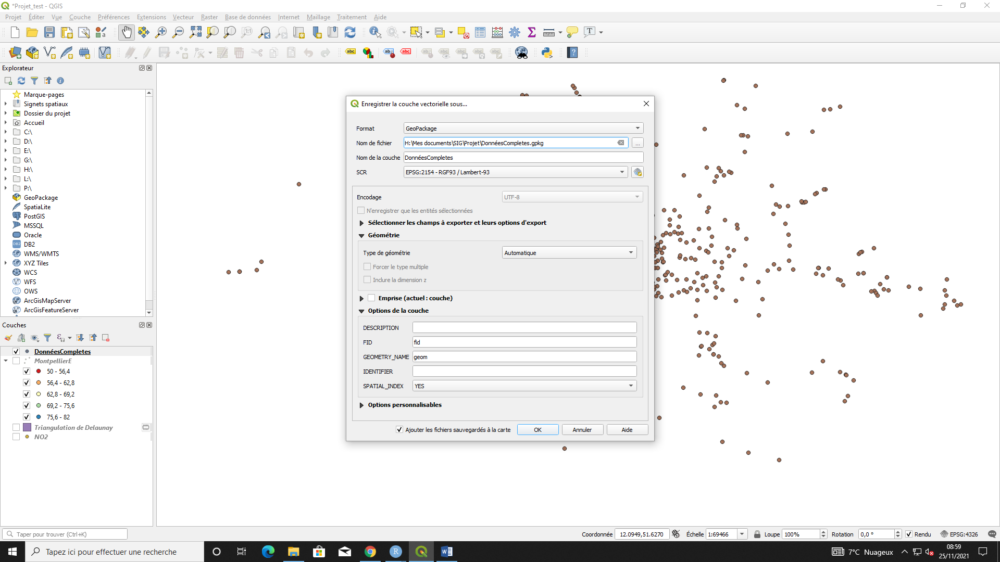 *Projet_test - QGIS
Projet Éditer Vue Couche Préférences Extensions Vecteur Raster Base de données Internet Maillage Traitement Aide
Explorateur
Marque-pages
Signets spatiaux
Dossier du projet
Accueil
C:\
D:\
E:\
G:\
H:\
L:\
P:\
GeoPackage
SpatiaLite
PostGIS
MSSQL
Oracle
DB2
WMS/WMTS
XYZ Tiles
WCS
WFS
OWS
ArcGisMapServer
ArcGisFeatureServer
Couches
DonnéesCompletes
MontpellierE
50 - 56,4
56,4 - 62,8
62,8 - 69,2
69,2 - 75,6
75,6 - 82
Triangulation de Delaunay
NO2
Enregistrer la couche vectorielle sous...
Format GeoPackage
Nom de fichier H:\Mes documents\SIG\Projet\DonnéesCompletes.gpkg ...
Nom de la couche DonnéesCompletes
SCR EPSG:2154 - RGF93 / Lambert-93
Encodage UTF-8
N'enregistrer que les entités sélectionnées
Sélectionner les champs à exporter et leurs options d'export
Géométrie
Type de géométrie Automatique
Forcer le type multiple
Inclure la dimension z
Emprise (actuel : couche)
Options de la couche
DESCRIPTION
FID fid
GEOMETRY_NAME geom
IDENTIFIER
SPATIAL_INDEX YES
Options personnalisables
Ajouter les fichiers sauvegardés à la carte OK Annuler Aide
Taper pour trouver (Ctrl+K) Coordonnée 12.0949,51.6270 Échelle 1:69466 Loupe 100% Rotation 0,0 ° Rendu EPSG:4326
Tapez ici pour effectuer une recherche 7°C Nuageux 08:59
25/11/2021